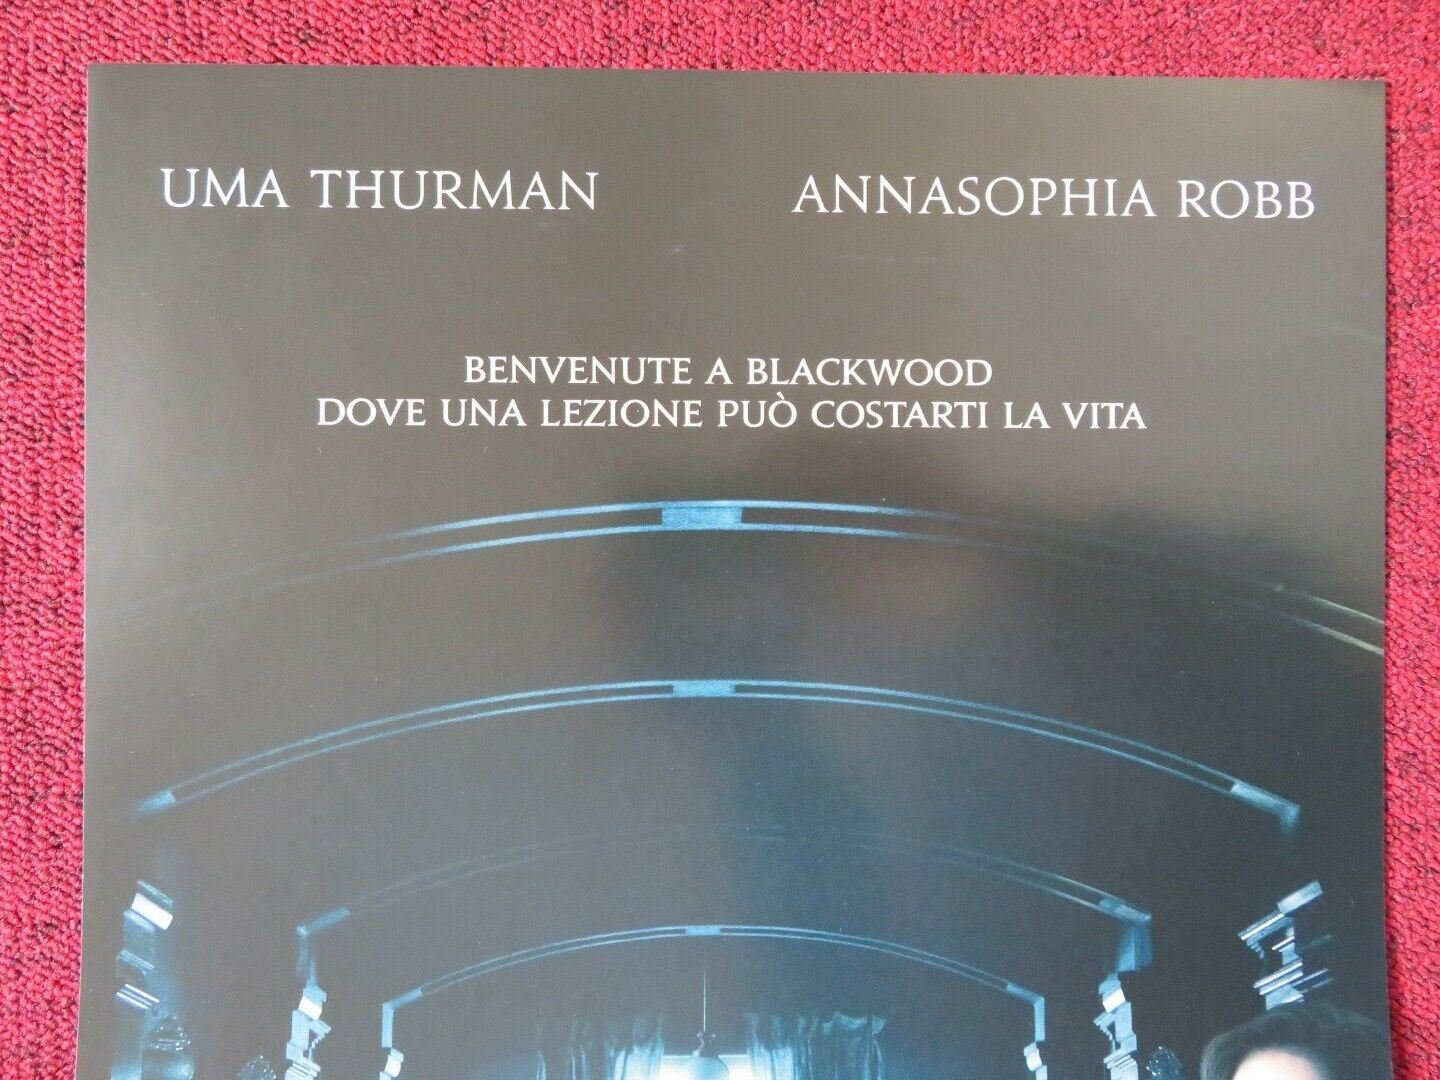 UMA THURMAN ANNASOPHIA ROBB
BENVENUTE A BLACKWOOD
DOVE UNA LEZIONE PUÒ COSTARTI LA VITA